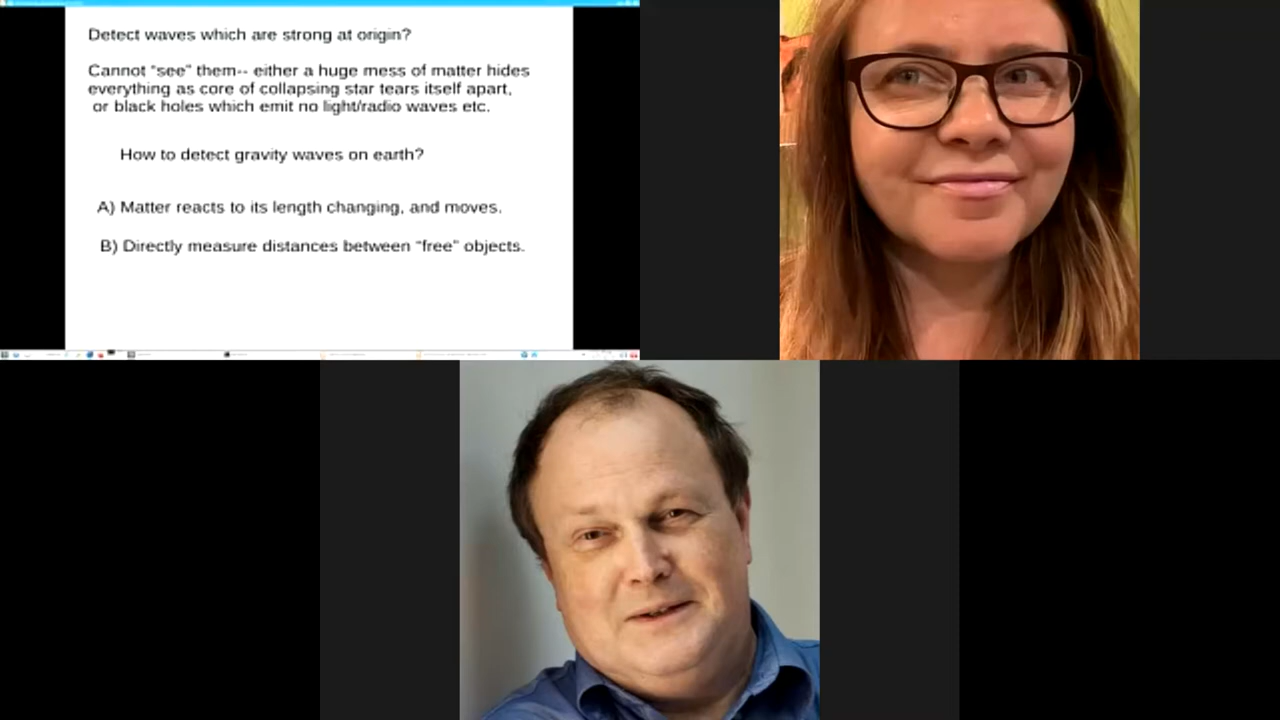 Detect waves which are strong at origin?
Cannot “see” them-- either a huge mess of matter hides
everything as core of collapsing star tears itself apart,
or black holes which emit no light/radio waves etc.
How to detect gravity waves on earth?
A) Matter reacts to its length changing, and moves.
B) Directly measure distances between “free” objects.